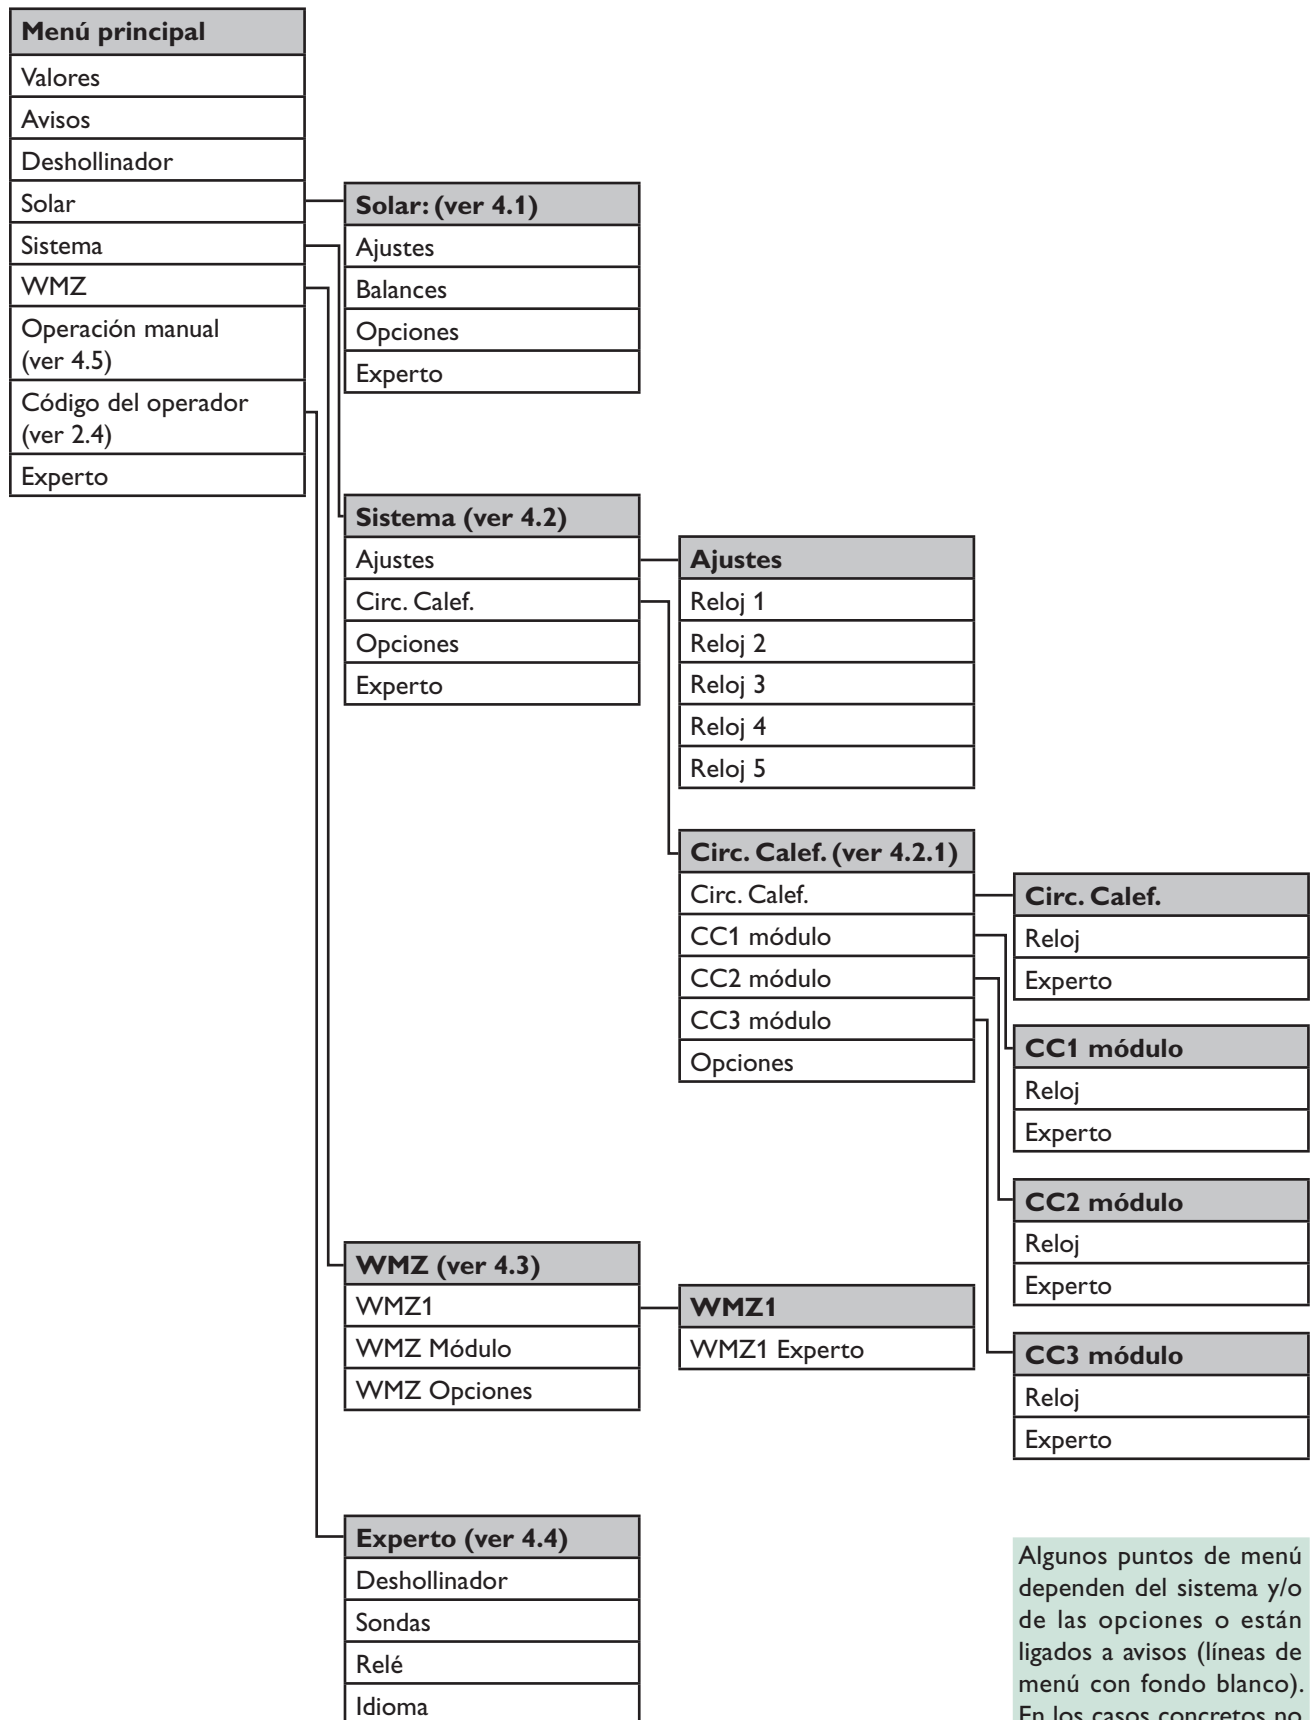 Menú principal
Valores
Avisos
Deshollinador
Solar
Sistema
WMZ
Operación manual
(ver 4.5)
Código del operador
(ver 2.4)
Experto
Solar: (ver 4.1)
Ajustes
Balances
Opciones
Experto
Sistema (ver 4.2)
Ajustes
Circ. Calef.
Opciones
Experto
Ajustes
Reloj 1
Reloj 2
Reloj 3
Reloj 4
Reloj 5
Circ. Calef. (ver 4.2.1)
Circ. Calef.
CC1 módulo
CC2 módulo
CC3 módulo
Opciones
Circ. Calef.
Reloj
Experto
CC1 módulo
Reloj
Experto
CC2 módulo
Reloj
Experto
CC3 módulo
Reloj
Experto
WMZ (ver 4.3)
WMZ1
WMZ Módulo
WMZ Opciones
WMZ1
WMZ1 Experto
Experto (ver 4.4)
Deshollinador
Sondas
Relé
Idioma
Algunos puntos de menú
dependen del sistema y/o
de las opciones o están
ligados a avisos (líneas de
menú con fondo blanco).
En los casos concretos no